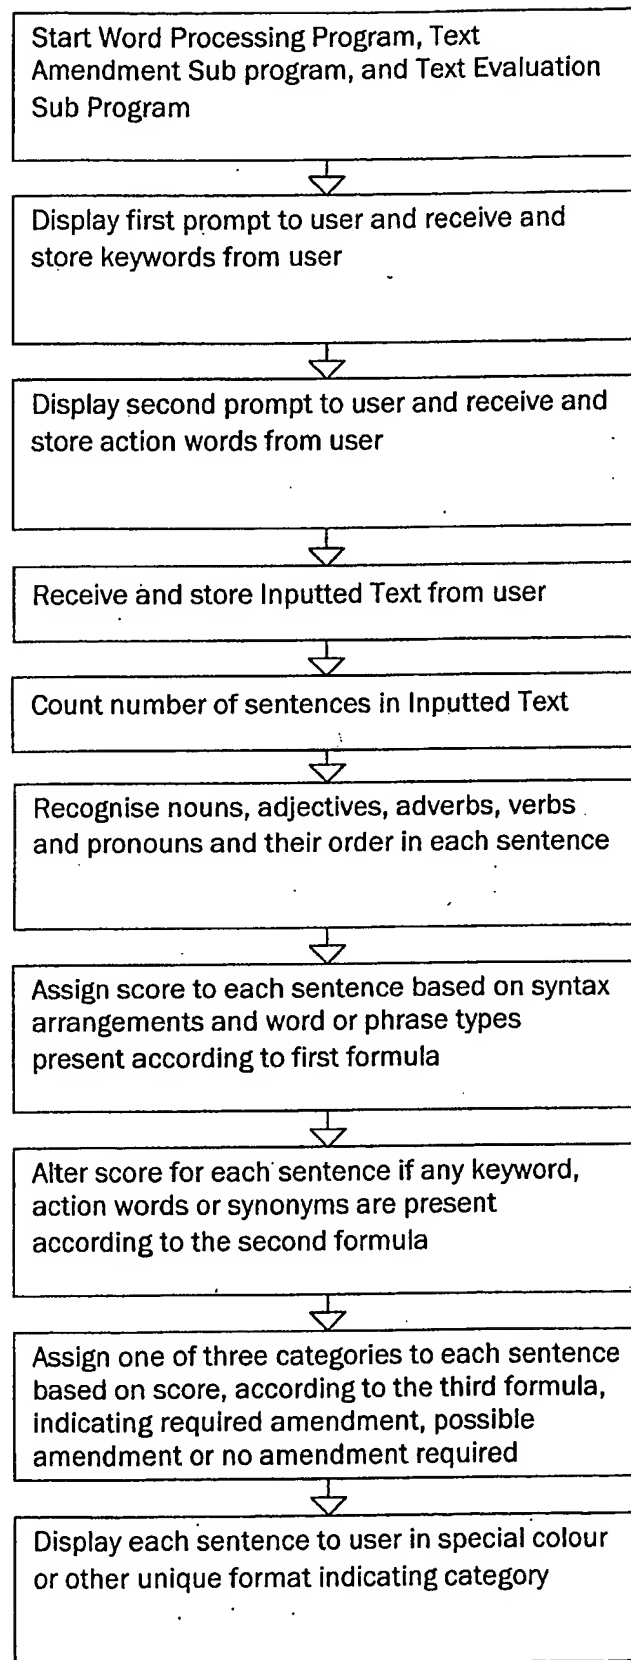 Start Word Processing Program, Text
Amendment Sub program, and Text Evaluation
Sub Program
Display first prompt to user and receive and
store keywords from user
Display second prompt to user and receive and
store action words from user
Receive and store Inputted Text from user
Count number of sentences in Inputted Text
Recognise nouns, adjectives, adverbs, verbs
and pronouns and their order in each sentence
Assign score to each sentence based on syntax
arrangements and word or phrase types
present according to first formula
Alter score for each sentence if any keyword,
action words or synonyms are present
according to the second formula
Assign one of three categories to each sentence
based on score, according to the third formula,
indicating required amendment, possible
amendment or no amendment required
Display each sentence to user in special colour
or other unique format indicating category